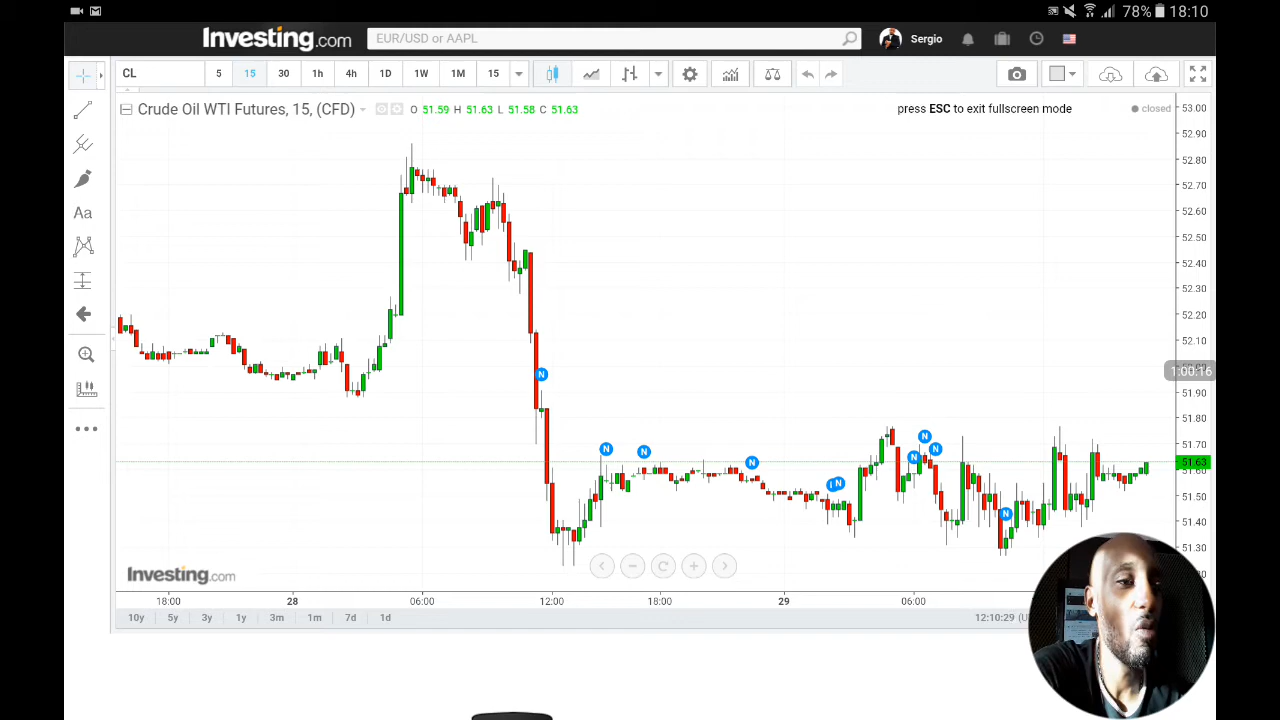 78% 18:10
Investing.com EUR/USD or AAPL Sergio
CL 5 15 30 1h 4h 1D 1W 1M 15
Crude Oil WTI Futures, 15, (CFD) O 51.59 H 51.63 L 51.58 C 51.63 press ESC to exit fullscreen mode closed
53.00
52.90
52.80
52.70
52.60
52.50
52.40
52.30
52.20
52.10
1:00:16
51.90
51.80
51.70
51.63
51.60
51.50
51.40
51.30
Aa
N
N
N
N
N
N
N
N
N
Investing.com
18:00 28 06:00 12:00 18:00 29 06:00
10y 5y 3y 1y 3m 1m 7d 1d 12:10:29 (U